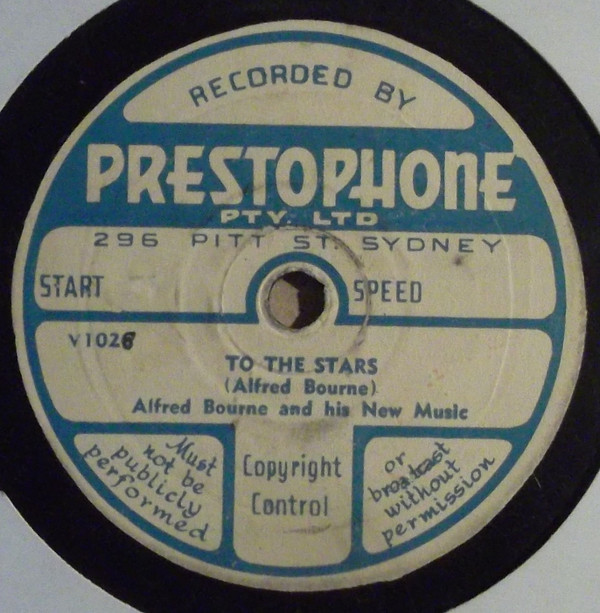 RECORDED BY
PRESTOPHONE
PTY. LTD
296 PITT ST. SYDNEY
START
SPEED
V1026
TO THE STARS
(Alfred Bourne)
Alfred Bourne and his New Music
Must
not be
publicly
performed
Copyright
Control
or
broadcast
without
permission